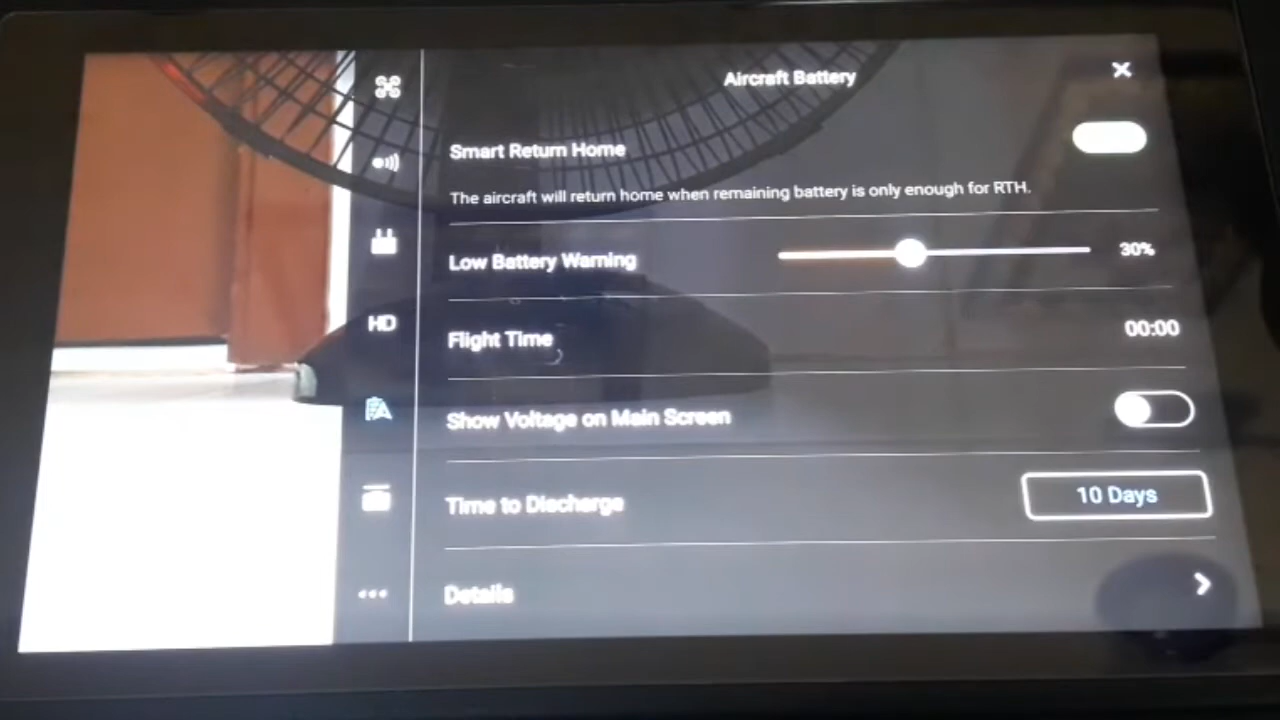 Aircraft Battery
Smart Return Home
The aircraft will return home when remaining battery is only enough for RTH.
Low Battery Warning 30%
HD
Flight Time 00:00
Show Voltage on Main Screen
Time to Discharge 10 Days
Details